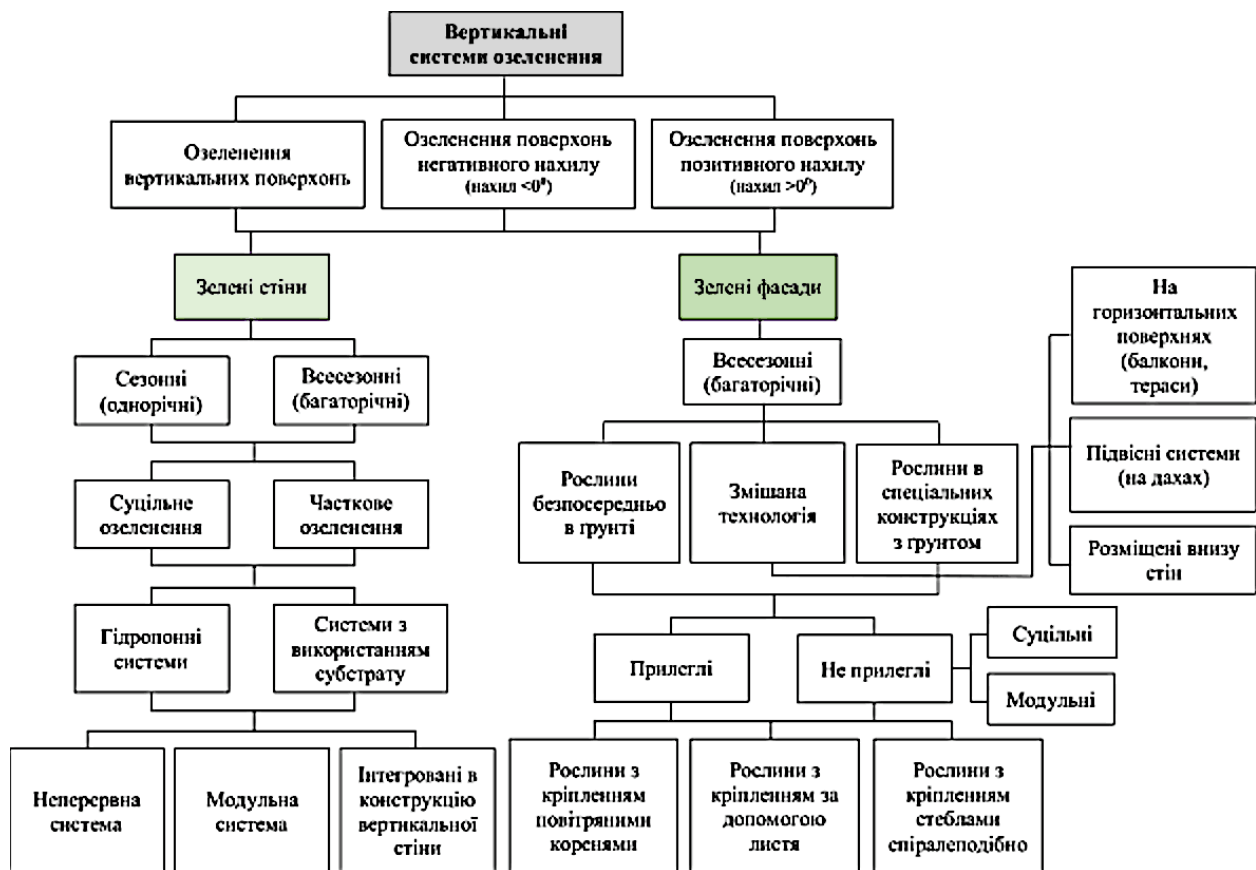 Вертикальні
системи озеленення
Озеленення
вертикальних поверхонь
Озеленення поверхонь
негативного нахилу
(нахил <0⁰)
Озеленення поверхонь
позитивного нахилу
(нахил >0⁰)
Зелені стіни
Зелені фасади
Сезонні
(однорічні)
Всесезонні
(багаторічні)
Суцільне
озеленення
Часткове
озеленення
Гідропонні
системи
Системи з
використанням
субстрату
Неперервна
система
Модульна
система
Інтегровані в
конструкцію
вертикальної
стіни
Всесезонні
(багаторічні)
Рослини
безпосередньо
в грунті
Змішана
технологія
Рослини в
спеціальних
конструкціях
з грунтом
На
горизонтальних
поверхнях
(балкони,
тераси)
Підвісні системи
(на дахах)
Розміщені внизу
стін
Прилеглі
Не прилеглі
Суцільні
Модульні
Рослини з
кріпленням
повітряними
коренями
Рослини з
кріпленням за
допомогою
листя
Рослини з
кріпленням
стеблами
спіралеподібно